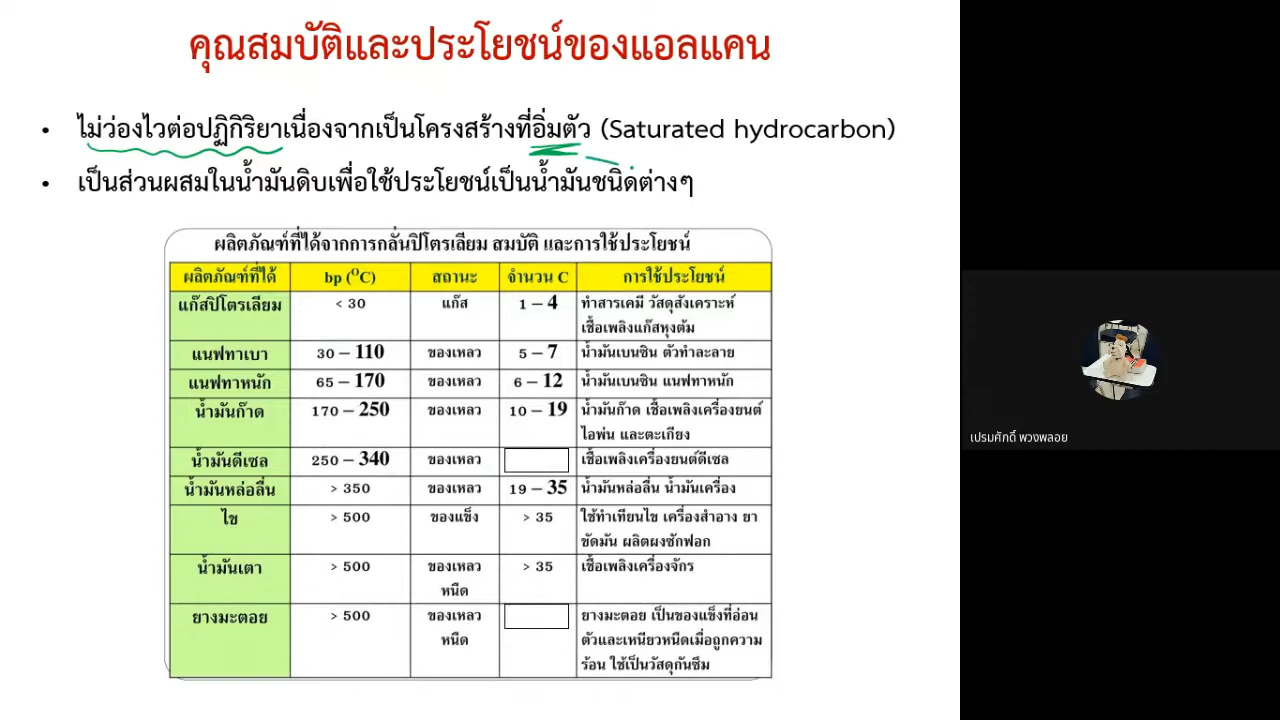 คุณสมบัติและประโยชน์ของแอลแคน
• ไม่ว่องไวต่อปฏิกิริยาเนื่องจากเป็นโครงสร้างที่อิ่มตัว (Saturated hydrocarbon)
• เป็นส่วนผสมในน้ำมันดิบเพื่อใช้ประโยชน์เป็นน้ำมันชนิดต่างๆ
ผลิตภัณฑ์ที่ได้จากการกลั่นปิโตรเลียม สมบัติ และการใช้ประโยชน์
ผลิตภัณฑ์ที่ได้ bp (ºC) สถานะ จำนวน C การใช้ประโยชน์
แก๊สปิโตรเลียม < 30 แก๊ส 1 – 4 ทำสารเคมี วัสดุสังเคราะห์
เชื้อเพลิงแก๊สหุงต้ม
แนฟทาเบา 30 – 110 ของเหลว 5 – 7 น้ำมันเบนซิน ตัวทำละลาย
แนฟทาหนัก 65 – 170 ของเหลว 6 – 12 น้ำมันเบนซิน แนฟทาหนัก
น้ำมันก๊าด 170 – 250 ของเหลว 10 – 19 น้ำมันก๊าด เชื้อเพลิงเครื่องยนต์
ไอพ่น และตะเกียง
น้ำมันดีเซล 250 – 340 ของเหลว เชื้อเพลิงเครื่องยนต์ดีเซล
น้ำมันหล่อลื่น > 350 ของเหลว 19 – 35 น้ำมันหล่อลื่น น้ำมันเครื่อง
ไข > 500 ของแข็ง > 35 ใช้ทำเทียนไข เครื่องสำอาง ยา
ขัดมัน ผลิตผงซักฟอก
น้ำมันเตา > 500 ของเหลว > 35 เชื้อเพลิงเครื่องจักร
หนืด
ยางมะตอย > 500 ของเหลว ยางมะตอย เป็นของแข็งที่อ่อน
หนืด ตัวและเหนียวหนืดเมื่อถูกความ
ร้อน ใช้เป็นวัสดุกันซึม
เปรมศักดิ์ พวงพลอย